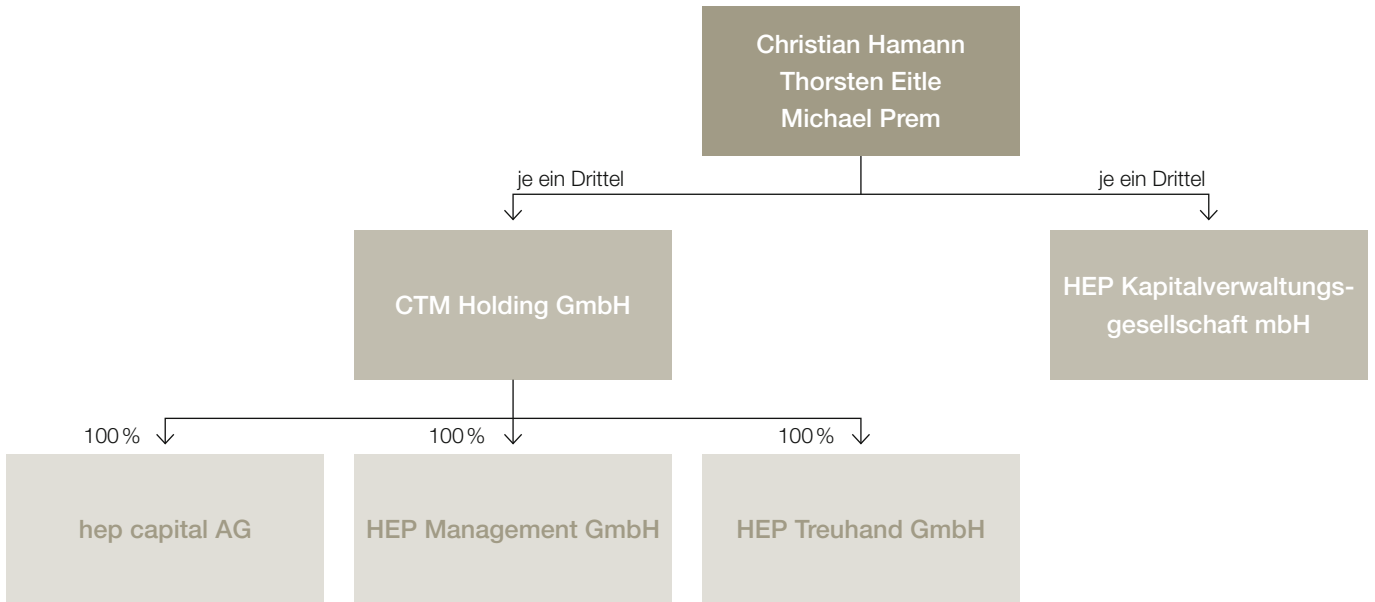 Christian Hamann
Thorsten Eitle
Michael Prem
je ein Drittel
je ein Drittel
CTM Holding GmbH
HEP Kapitalverwaltungs-
gesellschaft mbH
100 %
100 %
100 %
hep capital AG
HEP Management GmbH
HEP Treuhand GmbH